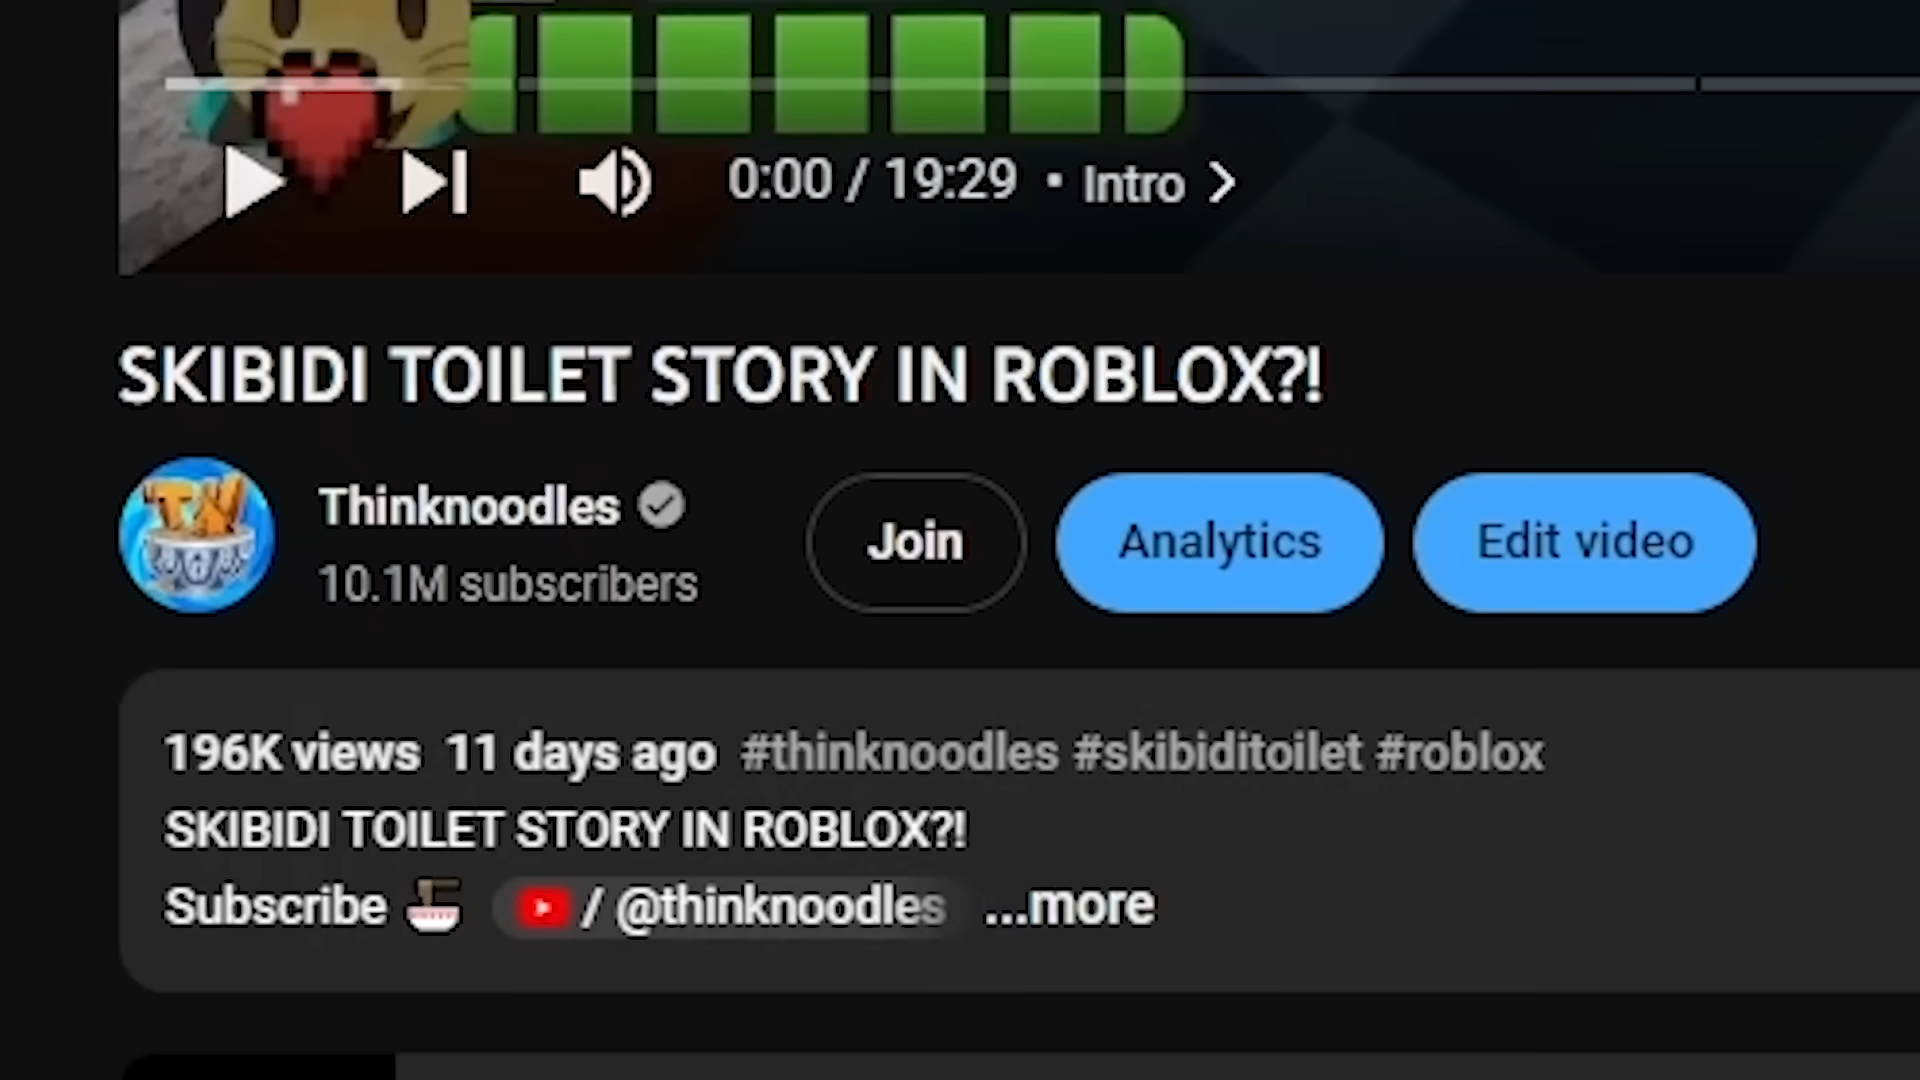 0:00 / 19:29 • Intro
SKIBIDI TOILET STORY IN ROBLOX?!
TN
Thinknoodles
10.1M subscribers
Join
Analytics
Edit video
196K views 11 days ago #thinknoodles #skibiditoilet #roblox
SKIBIDI TOILET STORY IN ROBLOX?!
Subscribe 🍜 / @thinknoodles ...more